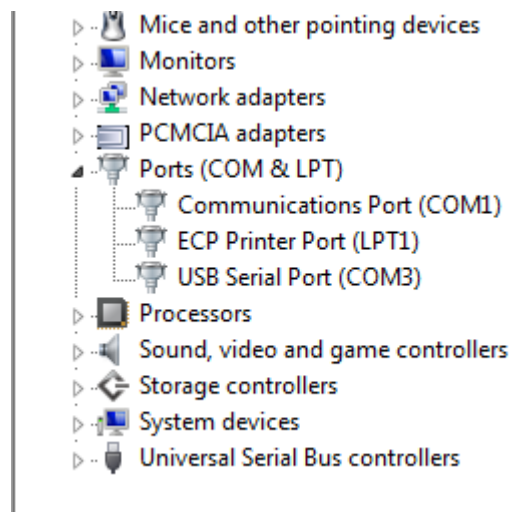 Mice and other pointing devices
Monitors
Network adapters
PCMCIA adapters
Ports (COM & LPT)
Communications Port (COM1)
ECP Printer Port (LPT1)
USB Serial Port (COM3)
Processors
Sound, video and game controllers
Storage controllers
System devices
Universal Serial Bus controllers